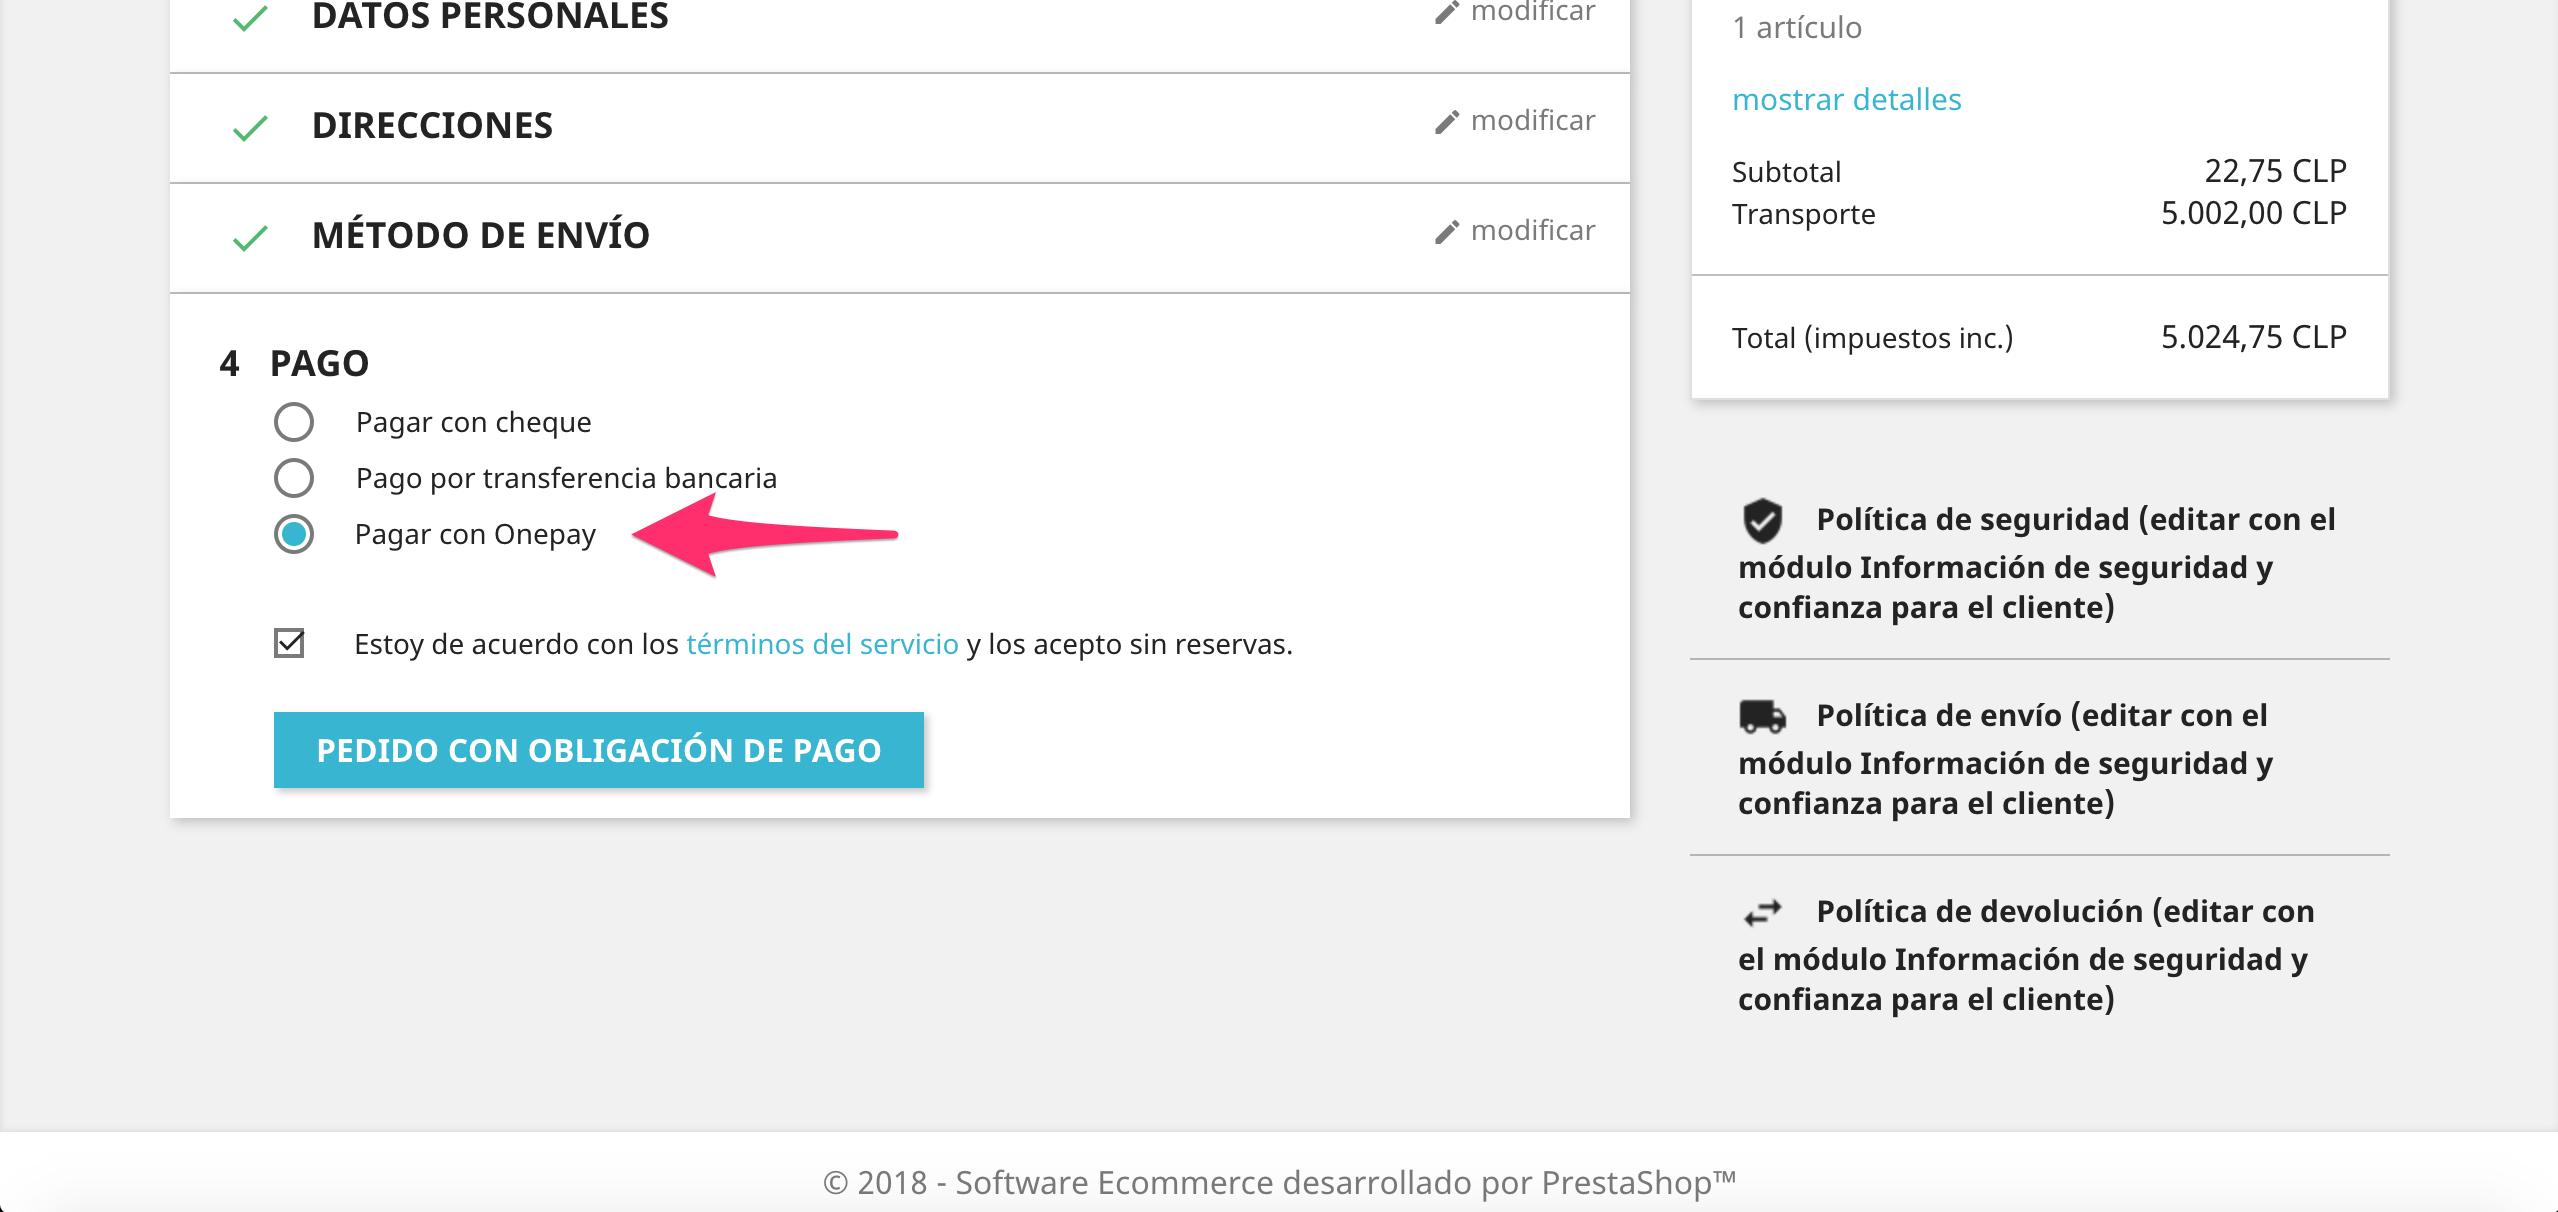 DATOS PERSONALES
modificar
DIRECCIONES
modificar
MÉTODO DE ENVÍO
modificar
4 PAGO
Pagar con cheque
Pago por transferencia bancaria
Pagar con Onepay
Estoy de acuerdo con los términos del servicio y los acepto sin reservas.
PEDIDO CON OBLIGACIÓN DE PAGO
1 artículo
mostrar detalles
Subtotal 22,75 CLP
Transporte 5.002,00 CLP
Total (impuestos inc.) 5.024,75 CLP
Política de seguridad (editar con el
módulo Información de seguridad y
confianza para el cliente)
Política de envío (editar con el
módulo Información de seguridad y
confianza para el cliente)
Política de devolución (editar con
el módulo Información de seguridad y
confianza para el cliente)
© 2018 - Software Ecommerce desarrollado por PrestaShop™